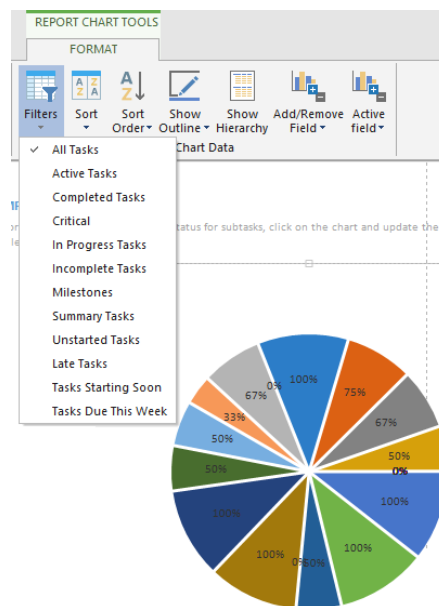 REPORT CHART TOOLS
FORMAT
Filters
Sort
Sort Order
Show Outline
Show Hierarchy
Add/Remove Field
Active field
Chart Data
All Tasks
Active Tasks
Completed Tasks
Critical
In Progress Tasks
Incomplete Tasks
Milestones
Summary Tasks
Unstarted Tasks
Late Tasks
Tasks Starting Soon
Tasks Due This Week
tatus for subtasks, click on the chart and update the
0%
100%
75%
67%
67%
33%
50%
50%
50%
0%
100%
100%
100%
0%
50%
100%